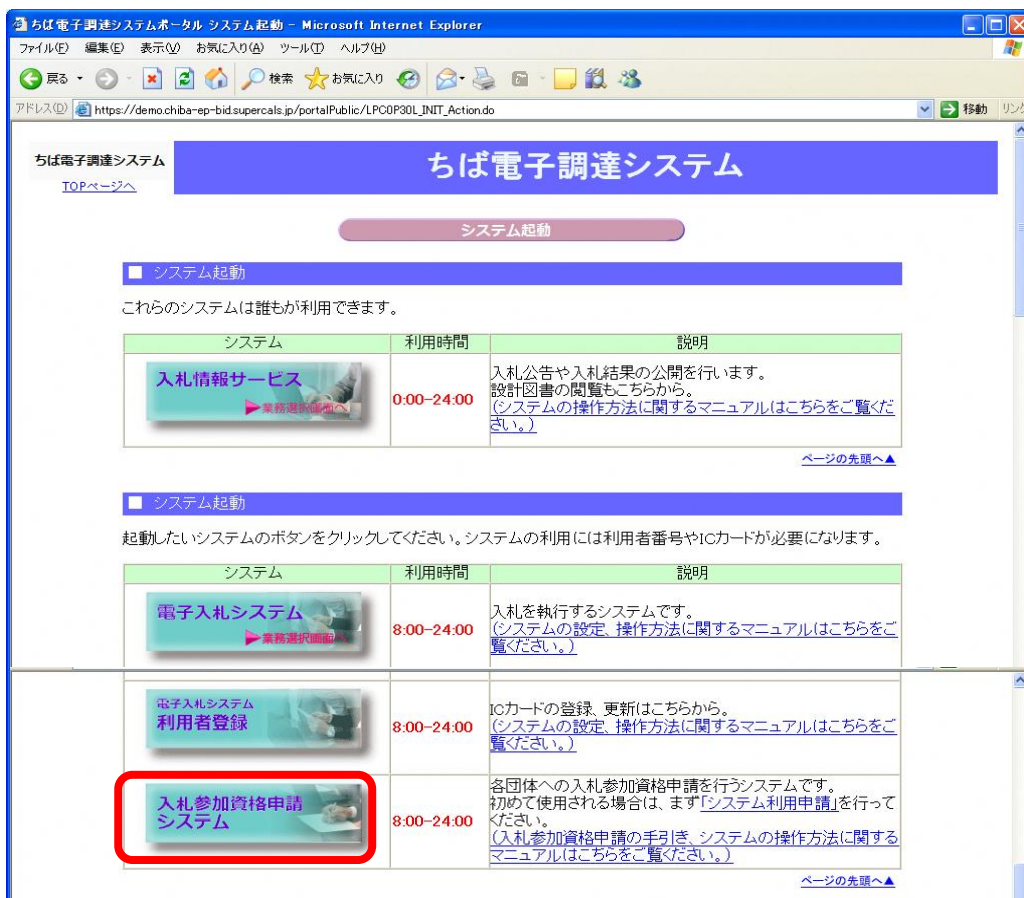 ちば電子調達システムポータル システム起動 - Microsoft Internet Explorer
ファイル(F) 編集(E) 表示(V) お気に入り(A) ツール(T) ヘルプ(H)
戻る 検索 お気に入り
アドレス(D) https://demo.chiba-ep-bid.supercals.jp/portalPublic/LPC0P30L_INIT_Action.do 移動 リンク
ちば電子調達システム
TOPページへ
ちば電子調達システム
システム起動
■ システム起動
これらのシステムは誰もが利用できます。
システム 利用時間 説明
入札情報サービス
▶業務選択画面へ
0:00-24:00
入札公告や入札結果の公開を行います。
設計図書の閲覧もこちらから。
(システムの操作方法に関するマニュアルはこちらをご覧くだ
さい。)
ページの先頭へ▲
■ システム起動
起動したいシステムのボタンをクリックしてください。システムの利用には利用者番号やICカードが必要になります。
システム 利用時間 説明
電子入札システム
▶業務選択画面へ
8:00-24:00
入札を執行するシステムです。
(システムの設定、操作方法に関するマニュアルはこちらをご
覧ください。)
電子入札システム
利用者登録
8:00-24:00
ICカードの登録、更新はこちらから。
(システムの設定、操作方法に関するマニュアルはこちらをご
覧ください。)
入札参加資格申請
システム
8:00-24:00
各団体への入札参加資格申請を行うシステムです。
初めて使用される場合は、まず「システム利用申請」を行って
ください。
(入札参加資格申請の手引き、システムの操作方法に関する
マニュアルはこちらをご覧ください。)
ページの先頭へ▲